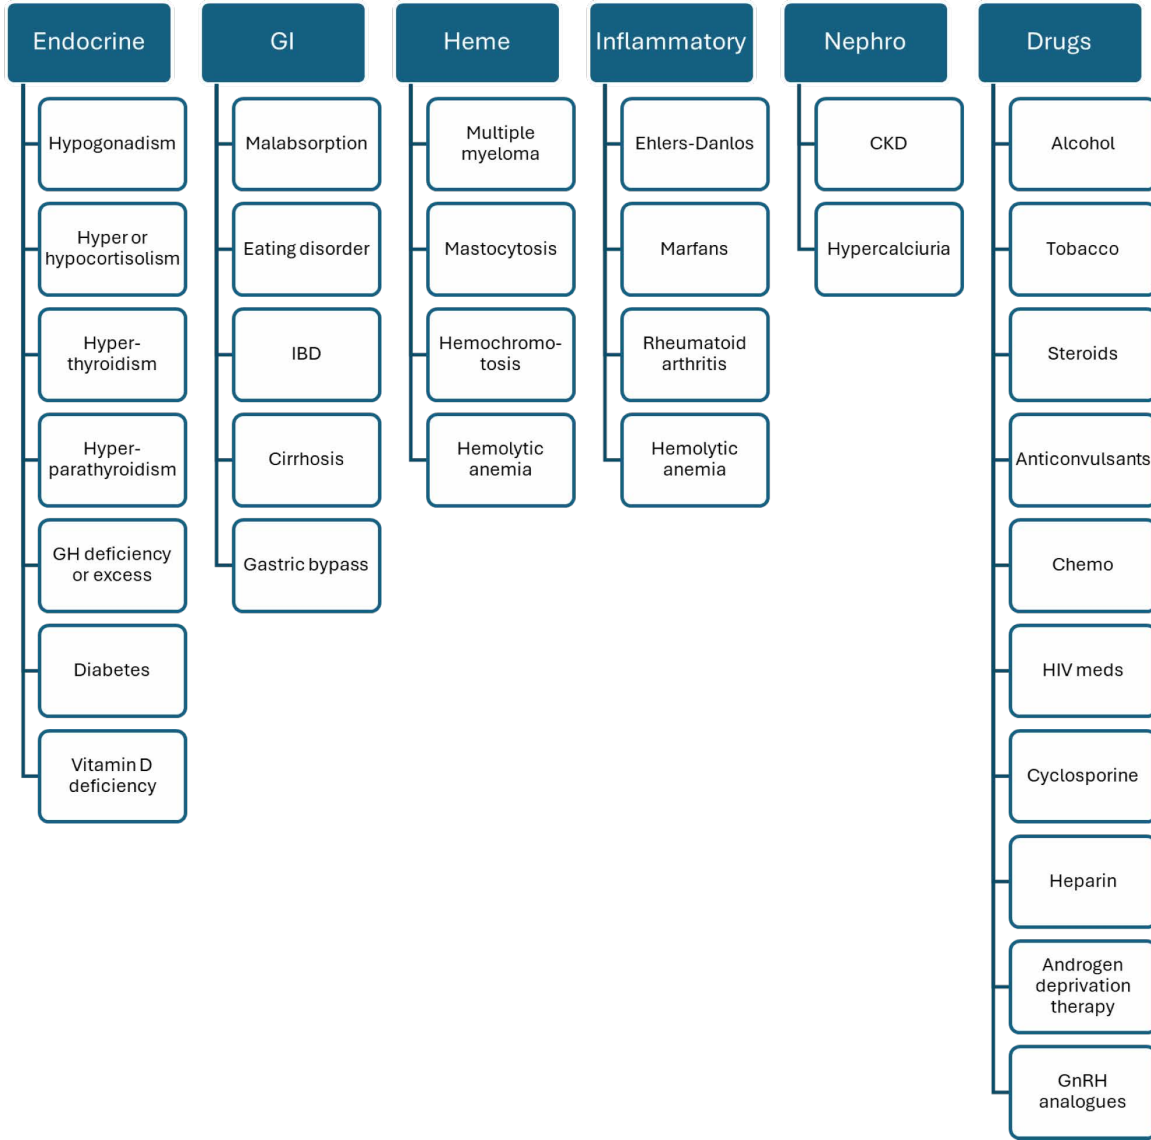 Endocrine
Hypogonadism
Hyper or
hypocortisolism
Hyper-
thyroidism
Hyper-
parathyroidism
GH deficiency
or excess
Diabetes
Vitamin D
deficiency
GI
Malabsorption
Eating disorder
IBD
Cirrhosis
Gastric bypass
Heme
Multiple
myeloma
Mastocytosis
Hemochromo-
tosis
Hemolytic
anemia
Inflammatory
Ehlers-Danlos
Marfans
Rheumatoid
arthritis
Hemolytic
anemia
Nephro
CKD
Hypercalciuria
Drugs
Alcohol
Tobacco
Steroids
Anticonvulsants
Chemo
HIV meds
Cyclosporine
Heparin
Androgen
deprivation
therapy
GnRH
analogues